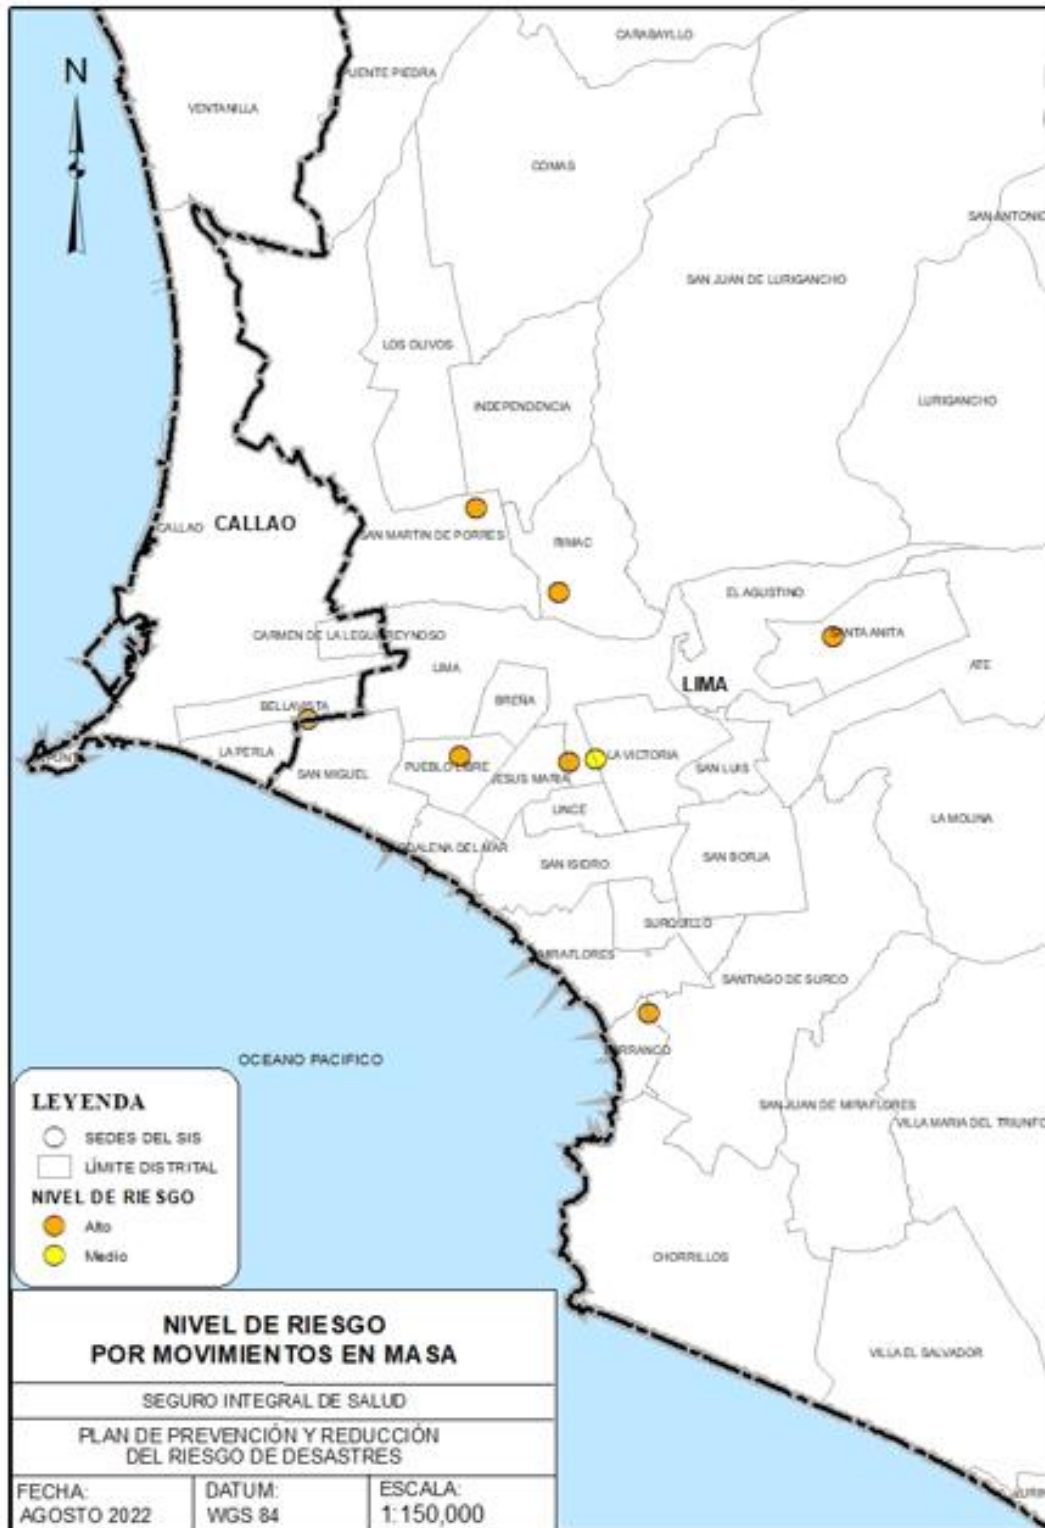 CARABAYLLO
N
PUENTE PIEDRA
VENTANILLA
COMAS
SAN ANTONIO
SAN JUAN DE LURIGANCHO
LOS OLIVOS
LURIGANCHO
INDEPENDENCIA
CALLAO
CALLAO
SAN MARTIN DE PORRES
RIMAC
EL AGUSTINO
SANTA ANITA
CARMEN DE LA LEGUA REYNOSO
LIMA
ATE
LIMA
BREÑA
BELLAVISTA
LA PERLA
SAN MIGUEL
PUEBLO LIBRE
JESUS MARIA
LA VICTORIA
SAN LUIS
LINCE
LA MOLINA
MAGDALENA DEL MAR
SAN ISIDRO
SAN BORJA
SURQUILLO
MIRAFLORES
SANTIAGO DE SURCO
BARRANCO
OCEANO PACIFICO
SAN JUAN DE MIRAFLORES
VILLA MARIA DEL TRIUNFO
CHORRILLOS
VILLA EL SALVADOR
LEYENDA
SEDES DEL SIS
LÍMITE DISTRITAL
NIVEL DE RIESGO
Alto
Medio
NIVEL DE RIESGO
POR MOVIMIENTOS EN MASA
SEGURO INTEGRAL DE SALUD
PLAN DE PREVENCIÓN Y REDUCCIÓN
DEL RIESGO DE DESASTRES
FECHA:
AGOSTO 2022
DATUM:
WGS 84
ESCALA:
1:150,000